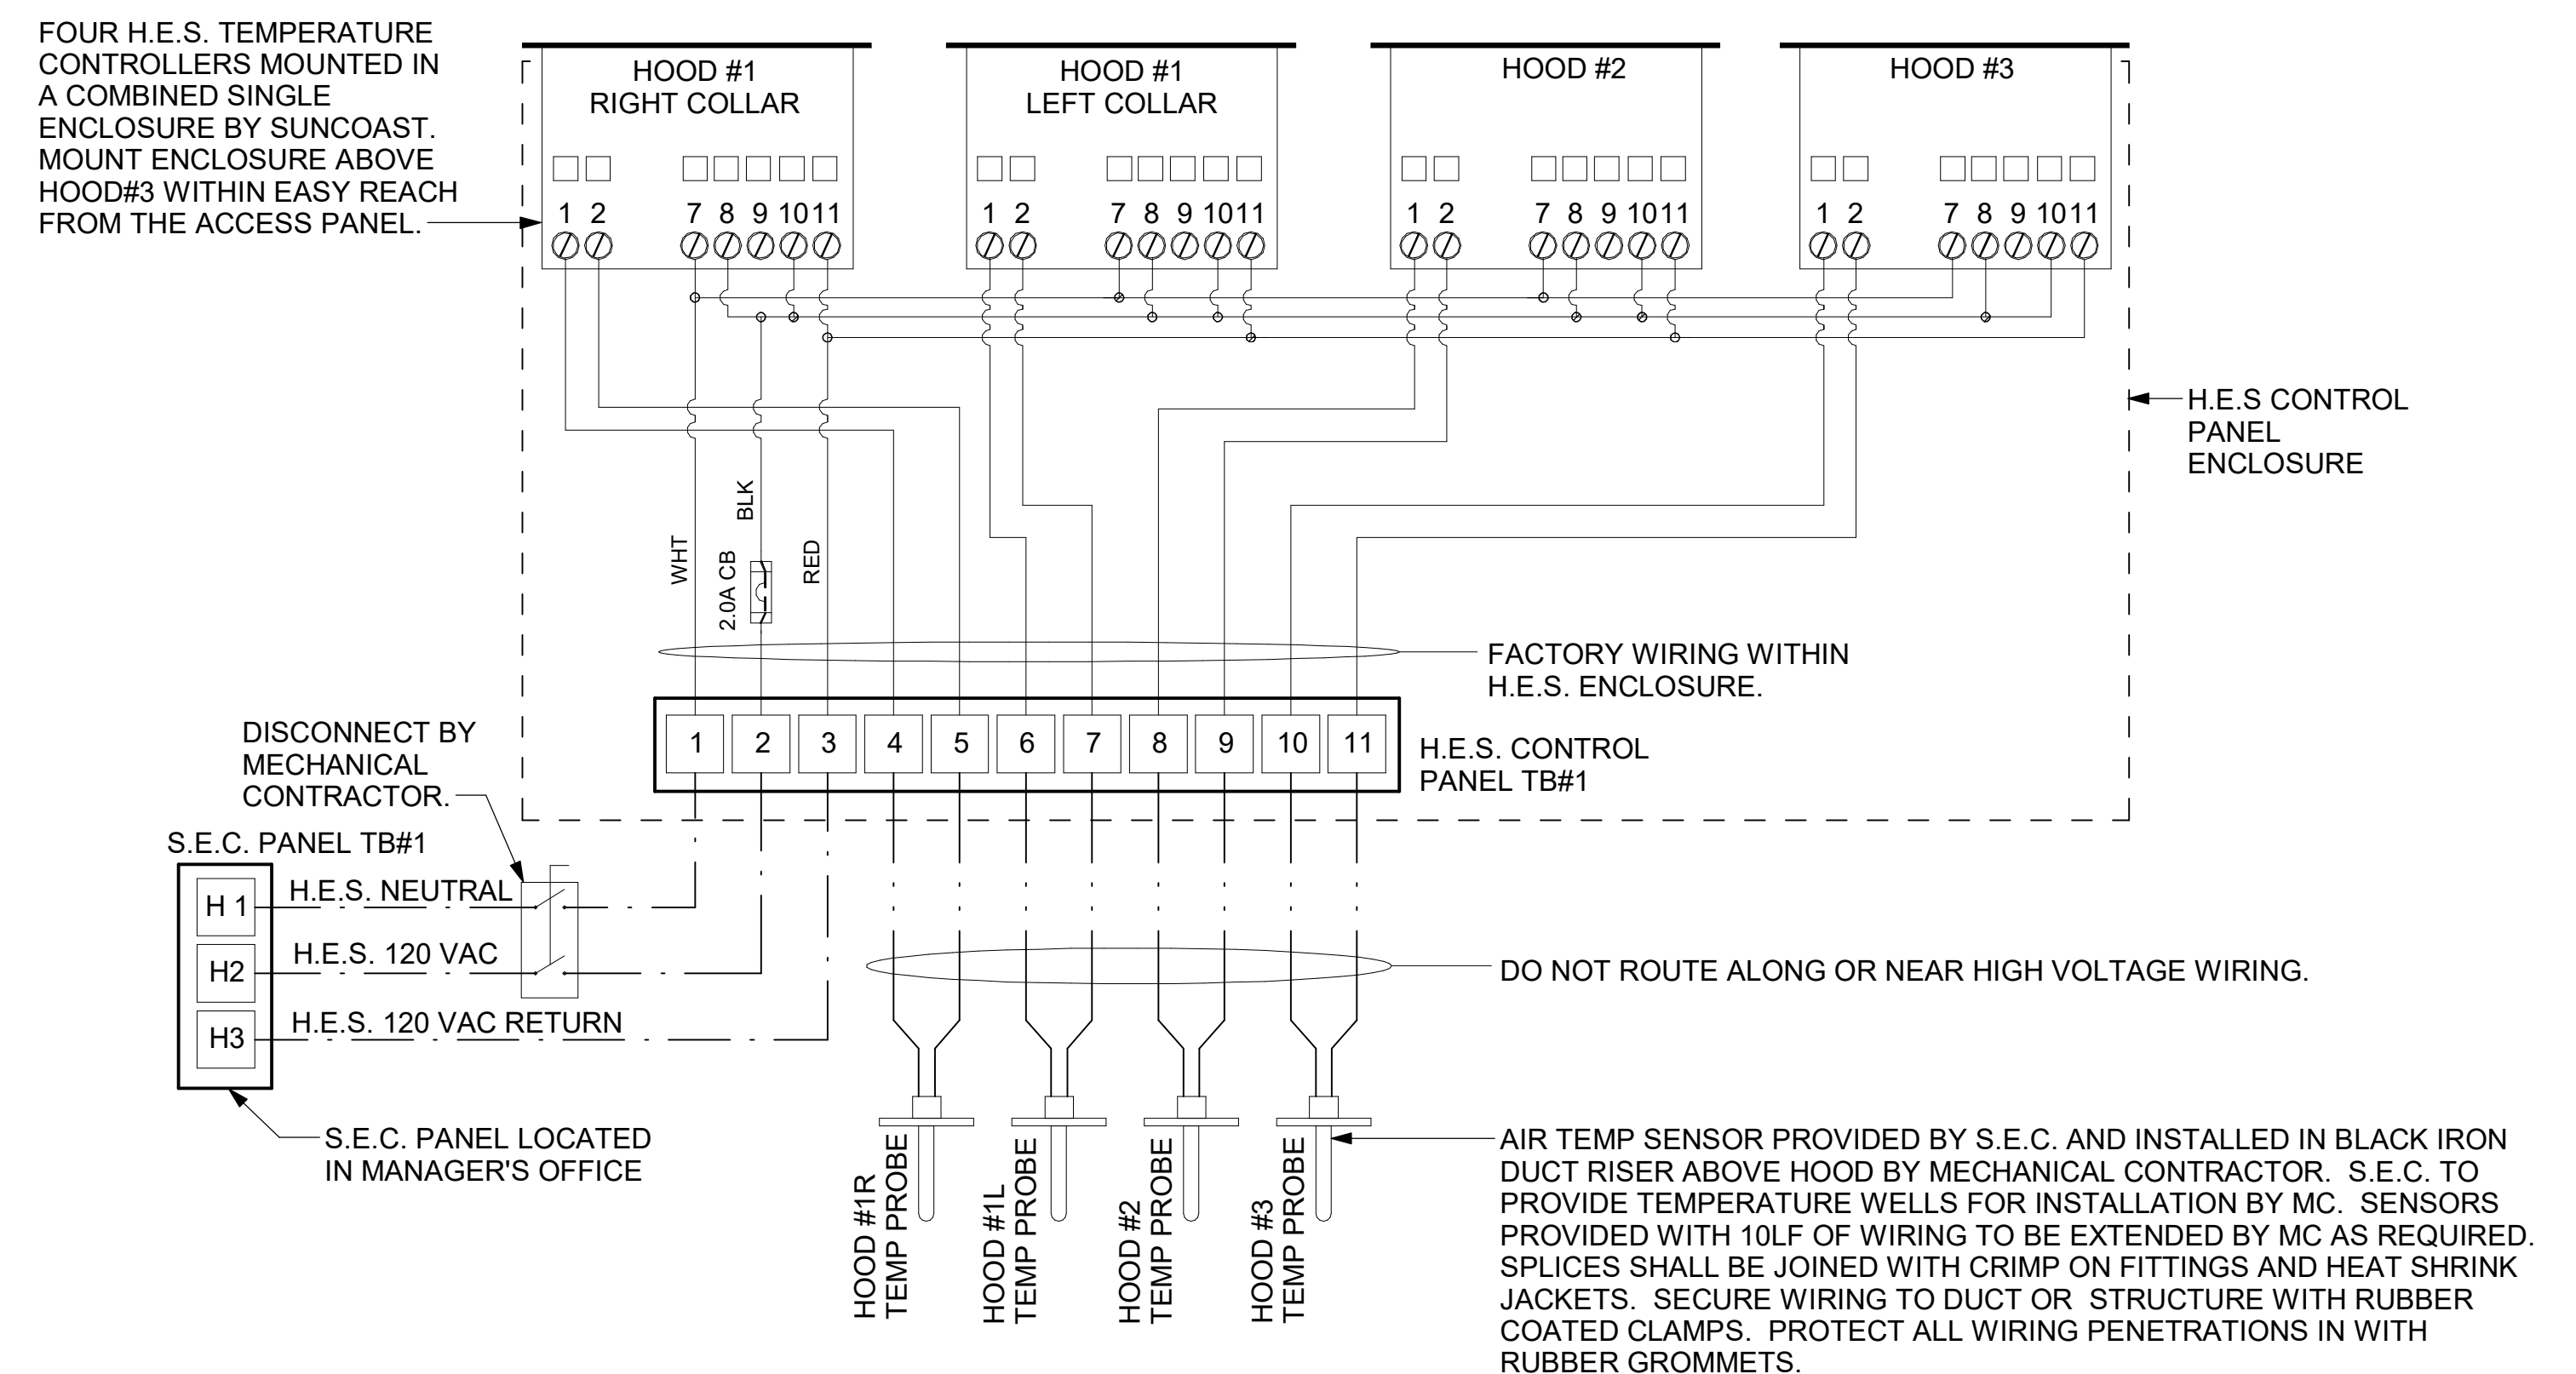 FOUR H.E.S. TEMPERATURE
CONTROLLERS MOUNTED IN
A COMBINED SINGLE
ENCLOSURE BY SUNCOAST.
MOUNT ENCLOSURE ABOVE
HOOD#3 WITHIN EASY REACH
FROM THE ACCESS PANEL.
HOOD #1
RIGHT COLLAR
1 2 7 8 9 10 11
HOOD #1
LEFT COLLAR
1 2 7 8 9 10 11
HOOD #2
1 2 7 8 9 10 11
HOOD #3
1 2 7 8 9 10 11
H.E.S CONTROL
PANEL
ENCLOSURE
WHT
BLK
2.0A CB
RED
FACTORY WIRING WITHIN
H.E.S. ENCLOSURE.
1 2 3 4 5 6 7 8 9 10 11
H.E.S. CONTROL
PANEL TB#1
DISCONNECT BY
MECHANICAL
CONTRACTOR.
S.E.C. PANEL TB#1
H 1
H.E.S. NEUTRAL
H2
H.E.S. 120 VAC
H3
H.E.S. 120 VAC RETURN
S.E.C. PANEL LOCATED
IN MANAGER'S OFFICE
DO NOT ROUTE ALONG OR NEAR HIGH VOLTAGE WIRING.
HOOD #1R
TEMP PROBE
HOOD #1L
TEMP PROBE
HOOD #2
TEMP PROBE
HOOD #3
TEMP PROBE
AIR TEMP SENSOR PROVIDED BY S.E.C. AND INSTALLED IN BLACK IRON
DUCT RISER ABOVE HOOD BY MECHANICAL CONTRACTOR.  S.E.C. TO
PROVIDE TEMPERATURE WELLS FOR INSTALLATION BY MC.  SENSORS
PROVIDED WITH 10LF OF WIRING TO BE EXTENDED BY MC AS REQUIRED.
SPLICES SHALL BE JOINED WITH CRIMP ON FITTINGS AND HEAT SHRINK
JACKETS.  SECURE WIRING TO DUCT OR  STRUCTURE WITH RUBBER
COATED CLAMPS.  PROTECT ALL WIRING PENETRATIONS IN WITH
RUBBER GROMMETS.